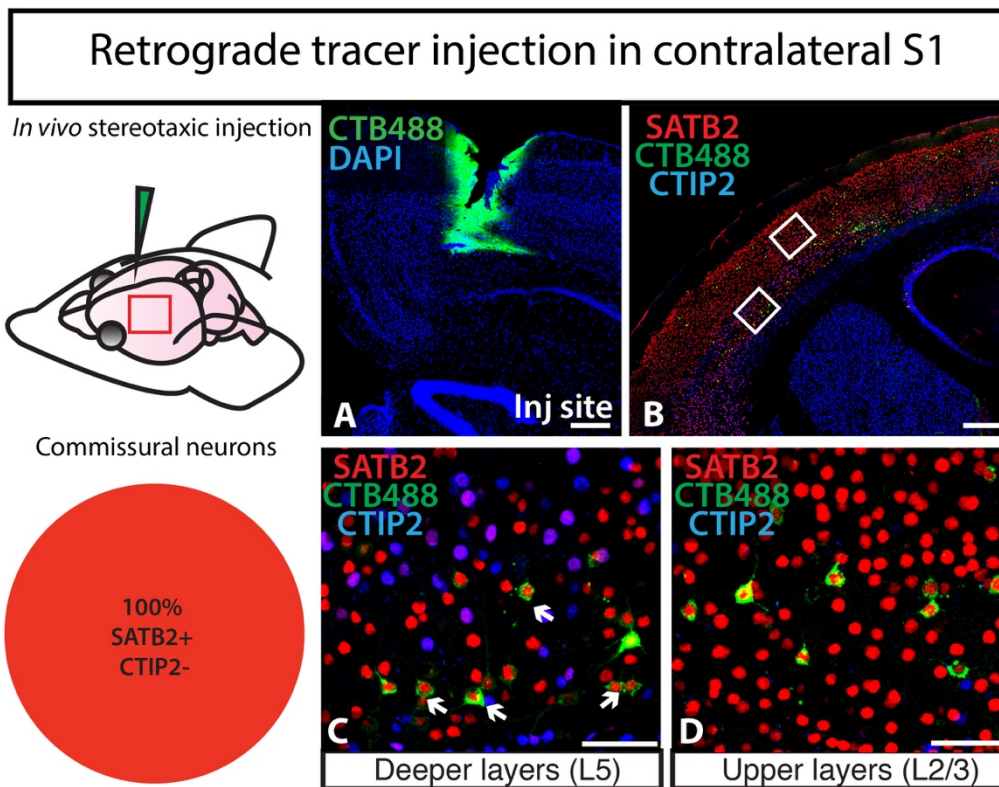 Retrograde tracer injection in contralateral S1
In vivo stereotaxic injection
CTB488
DAPI
A
Inj site
SATB2
CTB488
CTIP2
B
Commissural neurons
100%
SATB2+
CTIP2-
SATB2
CTB488
CTIP2
C
Deeper layers (L5)
SATB2
CTB488
CTIP2
D
Upper layers (L2/3)